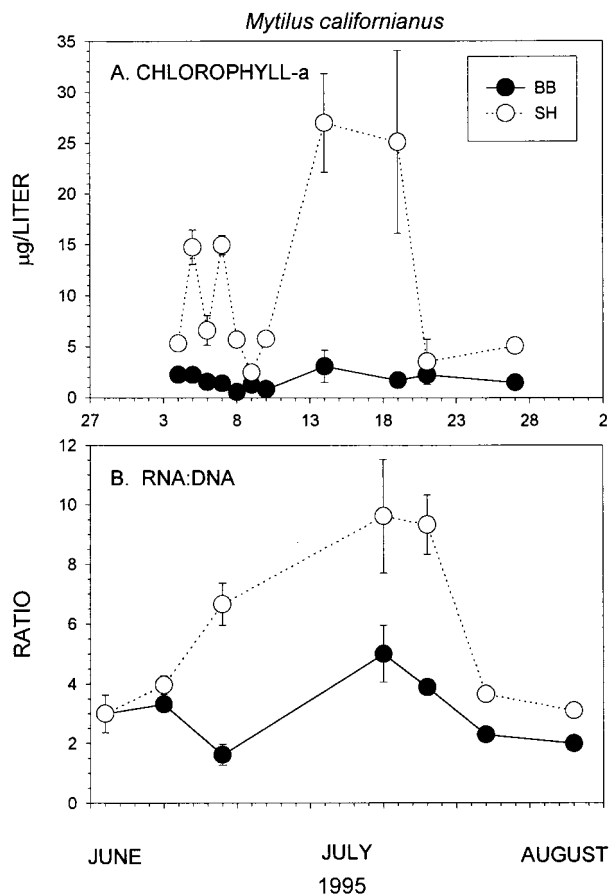 Mytilus californianus
A. CHLOROPHYLL-a
BB
SH
µg/LITER
35
30
25
20
15
10
5
0
27 3 8 13 18 23 28 2
B. RNA:DNA
RATIO
12
10
8
6
4
2
0
JUNE JULY AUGUST
1995